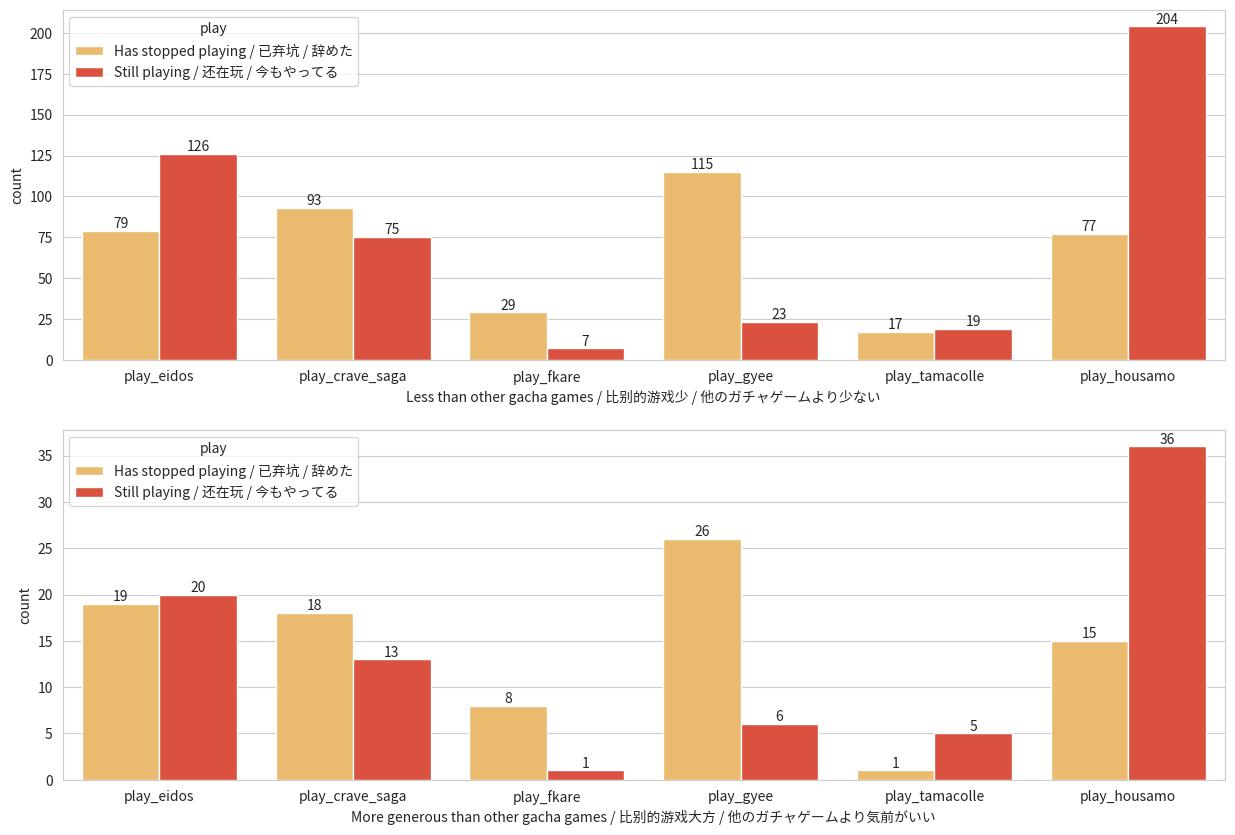 play
Has stopped playing / 已弃坑 / 辞めた
Still playing / 还在玩 / 今もやってる
count
200
175
150
125
100
75
50
25
0
79
126
93
75
29
7
115
23
17
19
77
204
play_eidos
play_crave_saga
play_fkare
play_gyee
play_tamacolle
play_housamo
Less than other gacha games / 比别的游戏少 / 他のガチャゲームより少ない
play
Has stopped playing / 已弃坑 / 辞めた
Still playing / 还在玩 / 今もやってる
count
35
30
25
20
15
10
5
0
19
20
18
13
8
1
26
6
1
5
15
36
play_eidos
play_crave_saga
play_fkare
play_gyee
play_tamacolle
play_housamo
More generous than other gacha games / 比别的游戏大方 / 他のガチャゲームより気前がいい